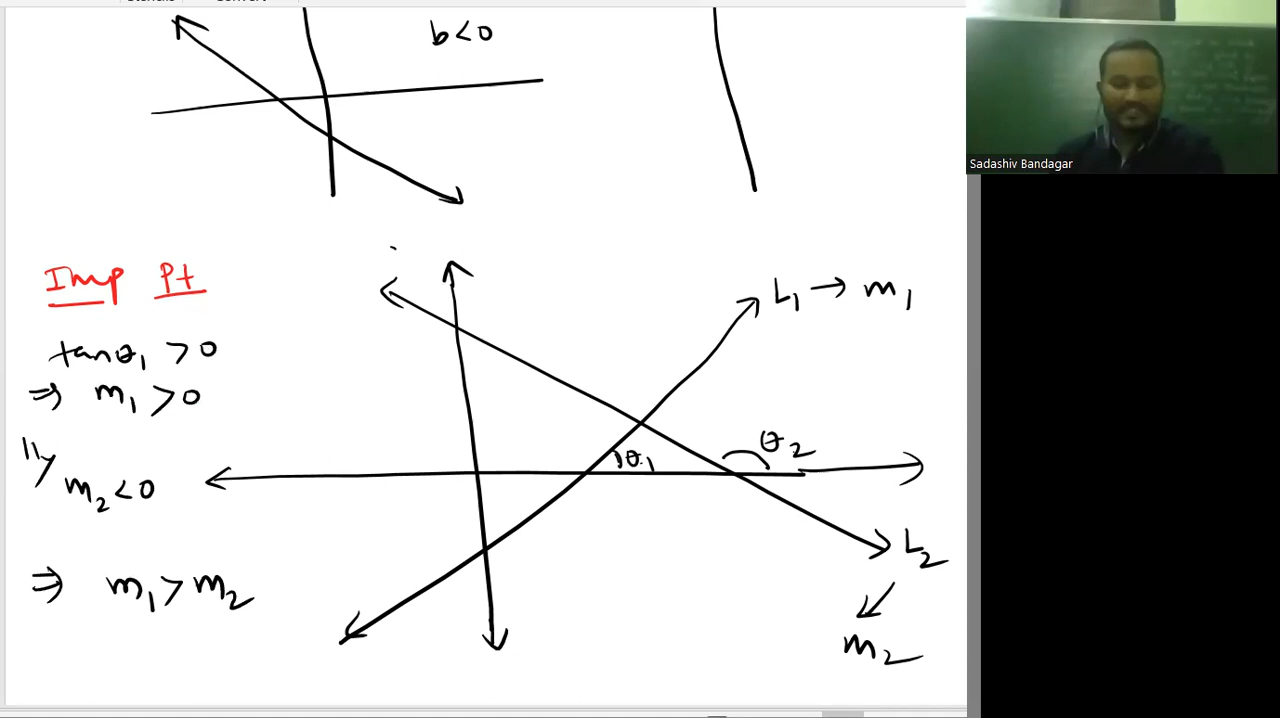 b<0
Sadashiv Bandagar
Imp Pt
tanθ₁ >0
⇒ m₁ >0
||ly m₂ <0
⇒ m₁ > m₂
L₁ → m₁
θ₁
θ₂
L₂
↙
m₂